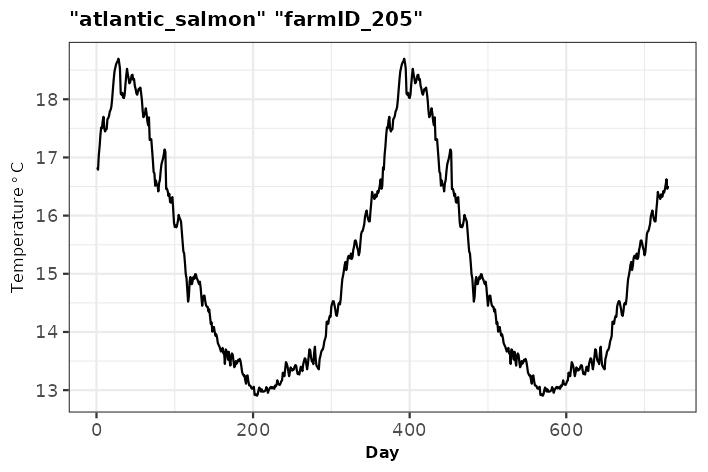 "atlantic_salmon" "farmID_205"
Temperature ° C
18
17
16
15
14
13
0 200 400 600
Day